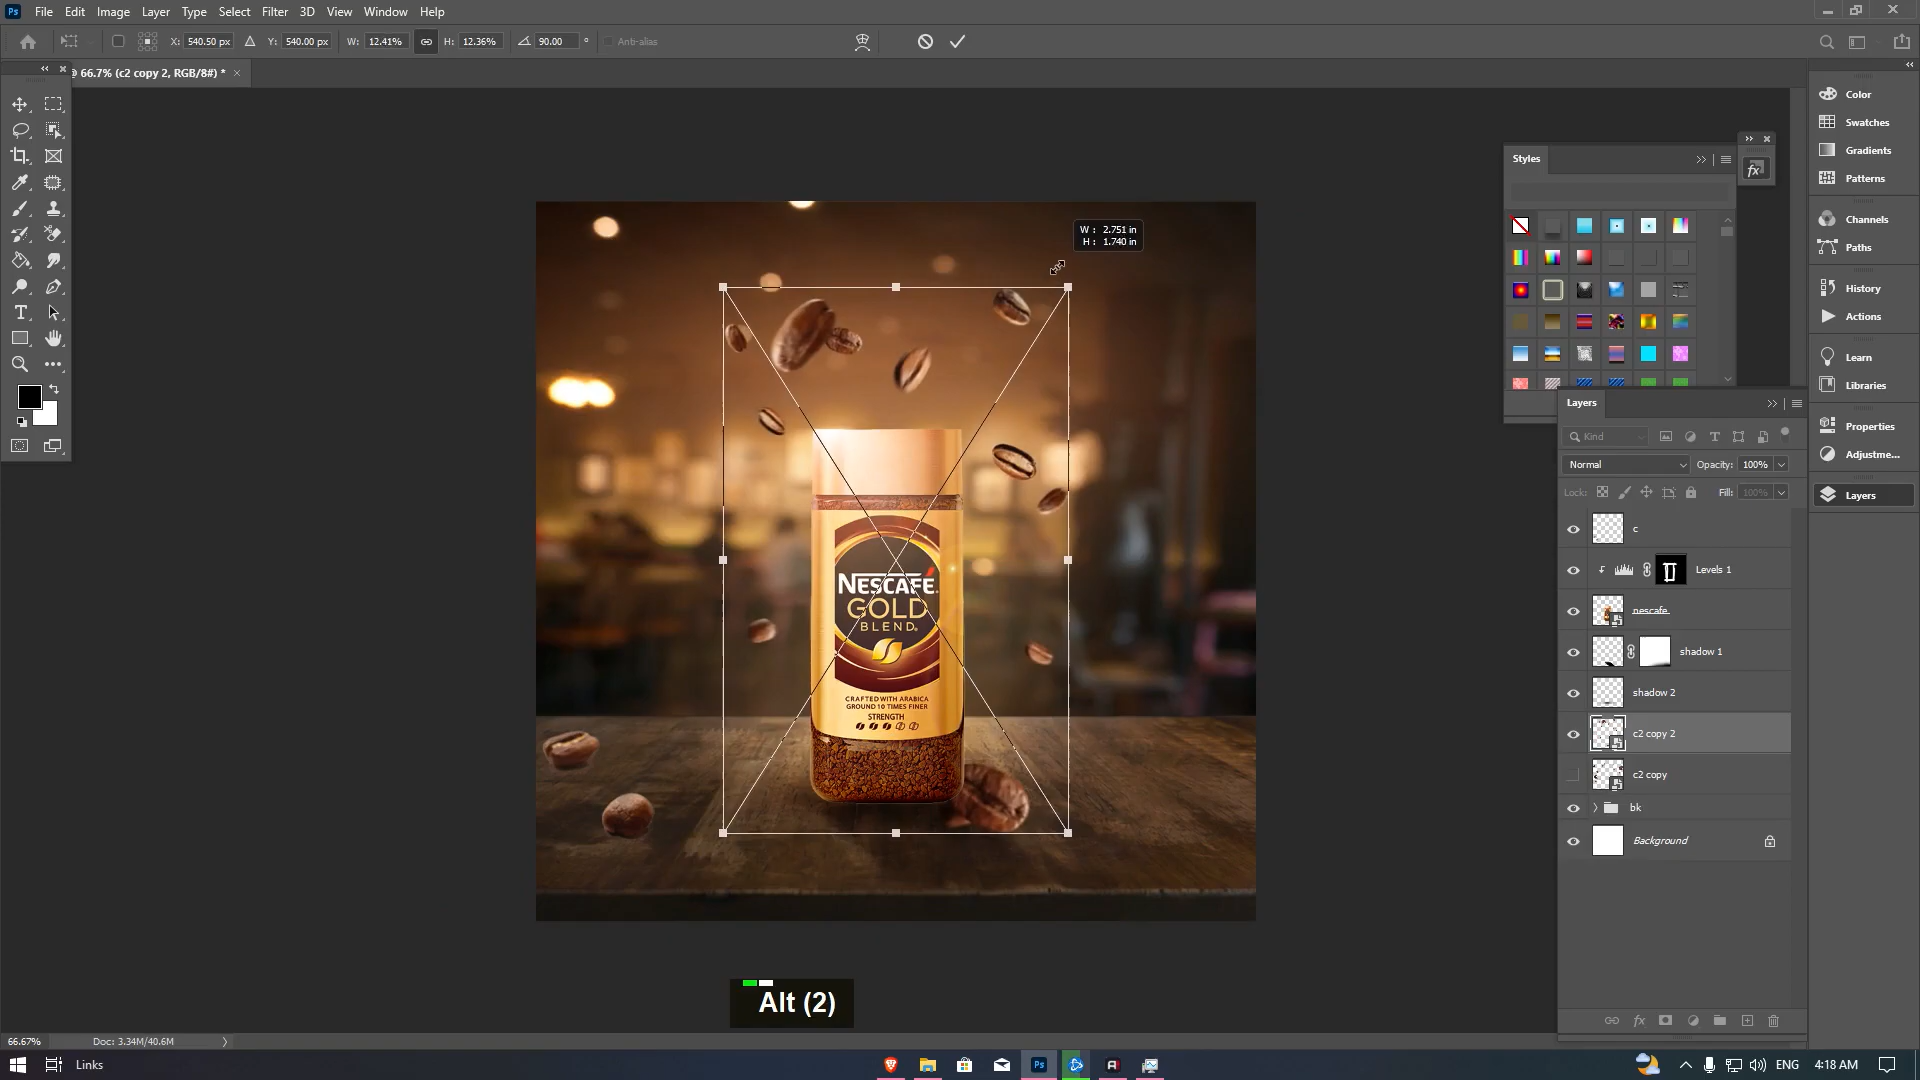 Ps File Edit Image Layer Type Select Filter 3D View Window Help
X: 540.50 px Y: 540.00 px W: 12.41% H: 12.36% 90.00 ° Anti-alias
@ 66.7% (c2 copy 2, RGB/8#) *
Color
Swatches
Gradients
Patterns
Channels
Paths
History
Actions
Learn
Libraries
Properties
Adjustme...
Layers
Styles
fx
W : 2.751 in
H : 1.740 in
NESCAFÉ
GOLD
BLEND
CRAFTED WITH ARABICA
GROUND 10 TIMES FINER
STRENGTH
Layers
Kind
Normal Opacity: 100%
Lock: Fill: 100%
c
Levels 1
nescafe
shadow 1
shadow 2
c2 copy 2
c2 copy
bk
Background
fx
Alt (2)
66.67% Doc: 3.34M/40.6M
Links
Ps
ENG 4:18 AM